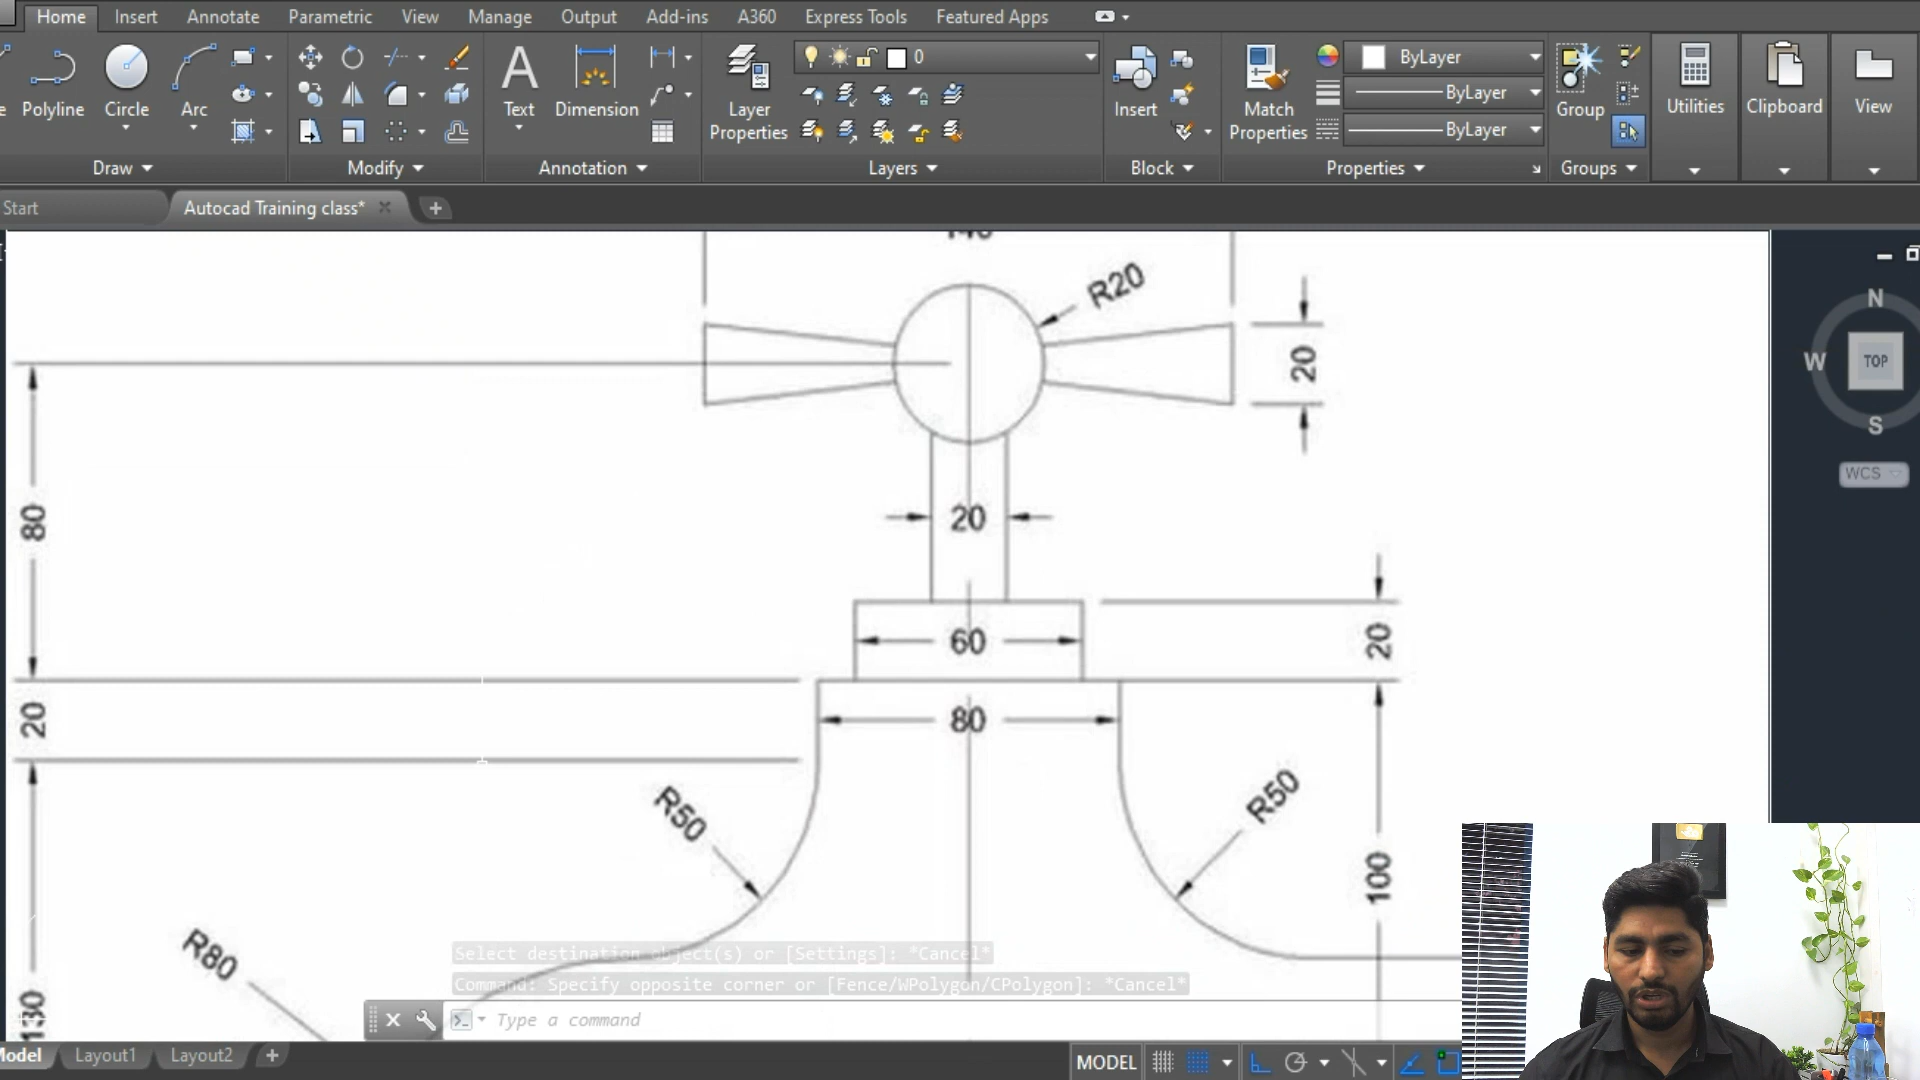 Home Insert Annotate Parametric View Manage Output Add-ins A360 Express Tools Featured Apps
Polyline Circle Arc
Text Dimension
Layer Properties
0
Insert
Match Properties
ByLayer
ByLayer
ByLayer
Group
Utilities Clipboard View
Draw Modify Annotation Layers Block Properties Groups
Start Autocad Training class*
R20
20
N
W TOP
S
WCS
80
20
60
20
20
80
R50
R50
100
R80
130
Select destination object(s) or [Settings]: *Cancel*
Command: Specify opposite corner or [Fence/WPolygon/CPolygon]: *Cancel*
Type a command
Model Layout1 Layout2
MODEL